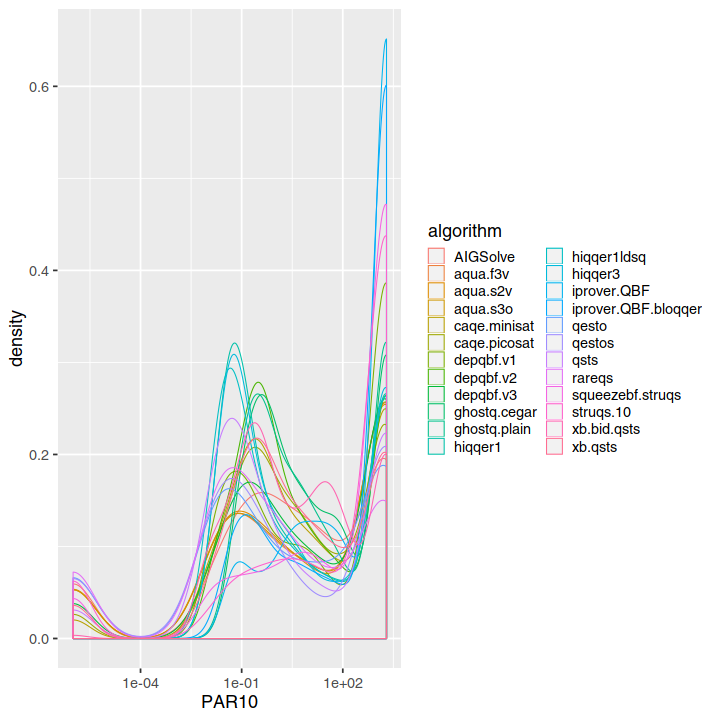 0.6
0.4
0.2
0.0
density
1e-04
1e-01
1e+02
PAR10
algorithm
AIGSolve
aqua.f3v
aqua.s2v
aqua.s3o
caqe.minisat
caqe.picosat
depqbf.v1
depqbf.v2
depqbf.v3
ghostq.cegar
ghostq.plain
hiqqer1
hiqqer1ldsq
hiqqer3
iprover.QBF
iprover.QBF.bloqqer
qesto
qestos
qsts
rareqs
squeezebf.struqs
struqs.10
xb.bid.qsts
xb.qsts